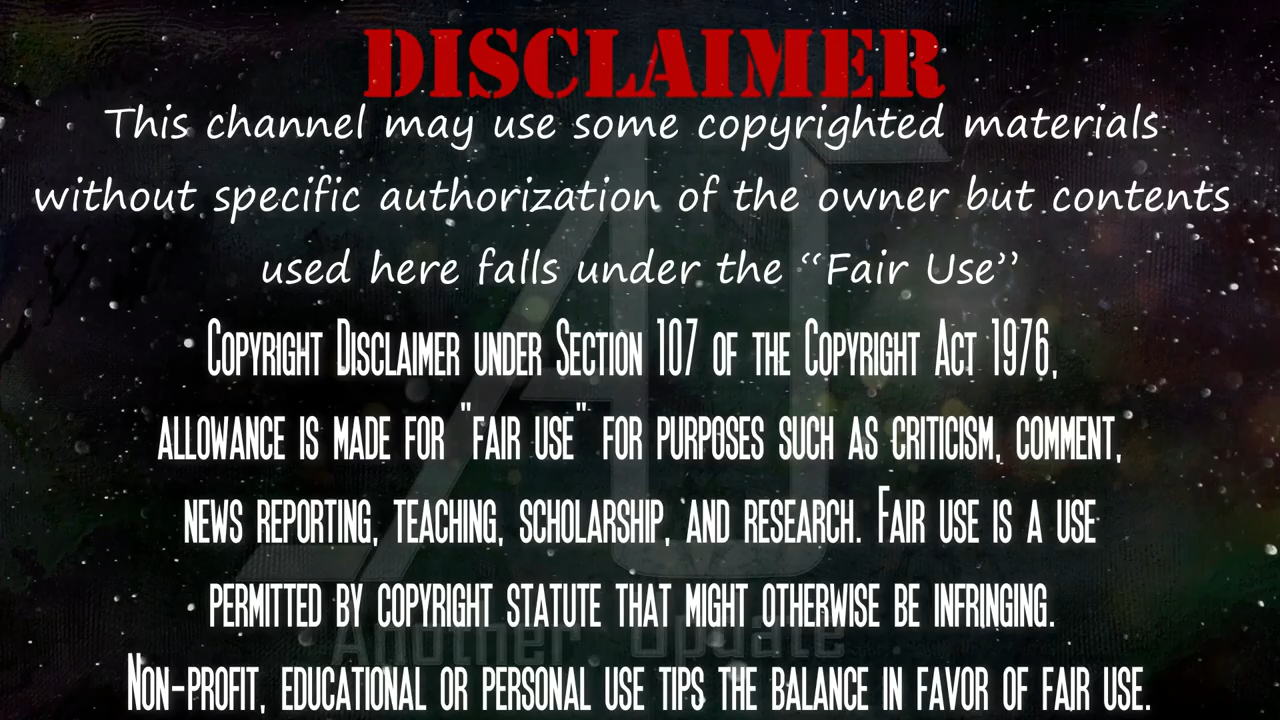 DISCLAIMER
This channel may use some copyrighted materials
without specific authorization of the owner but contents
used here falls under the “Fair Use”
Copyright Disclaimer under Section 107 of the Copyright Act 1976,
allowance is made for "fair use" for purposes such as criticism, comment,
news reporting, teaching, scholarship, and research. Fair use is a use
permitted by copyright statute that might otherwise be infringing.
Another Update
Non-profit, educational or personal use tips the balance in favor of fair use.